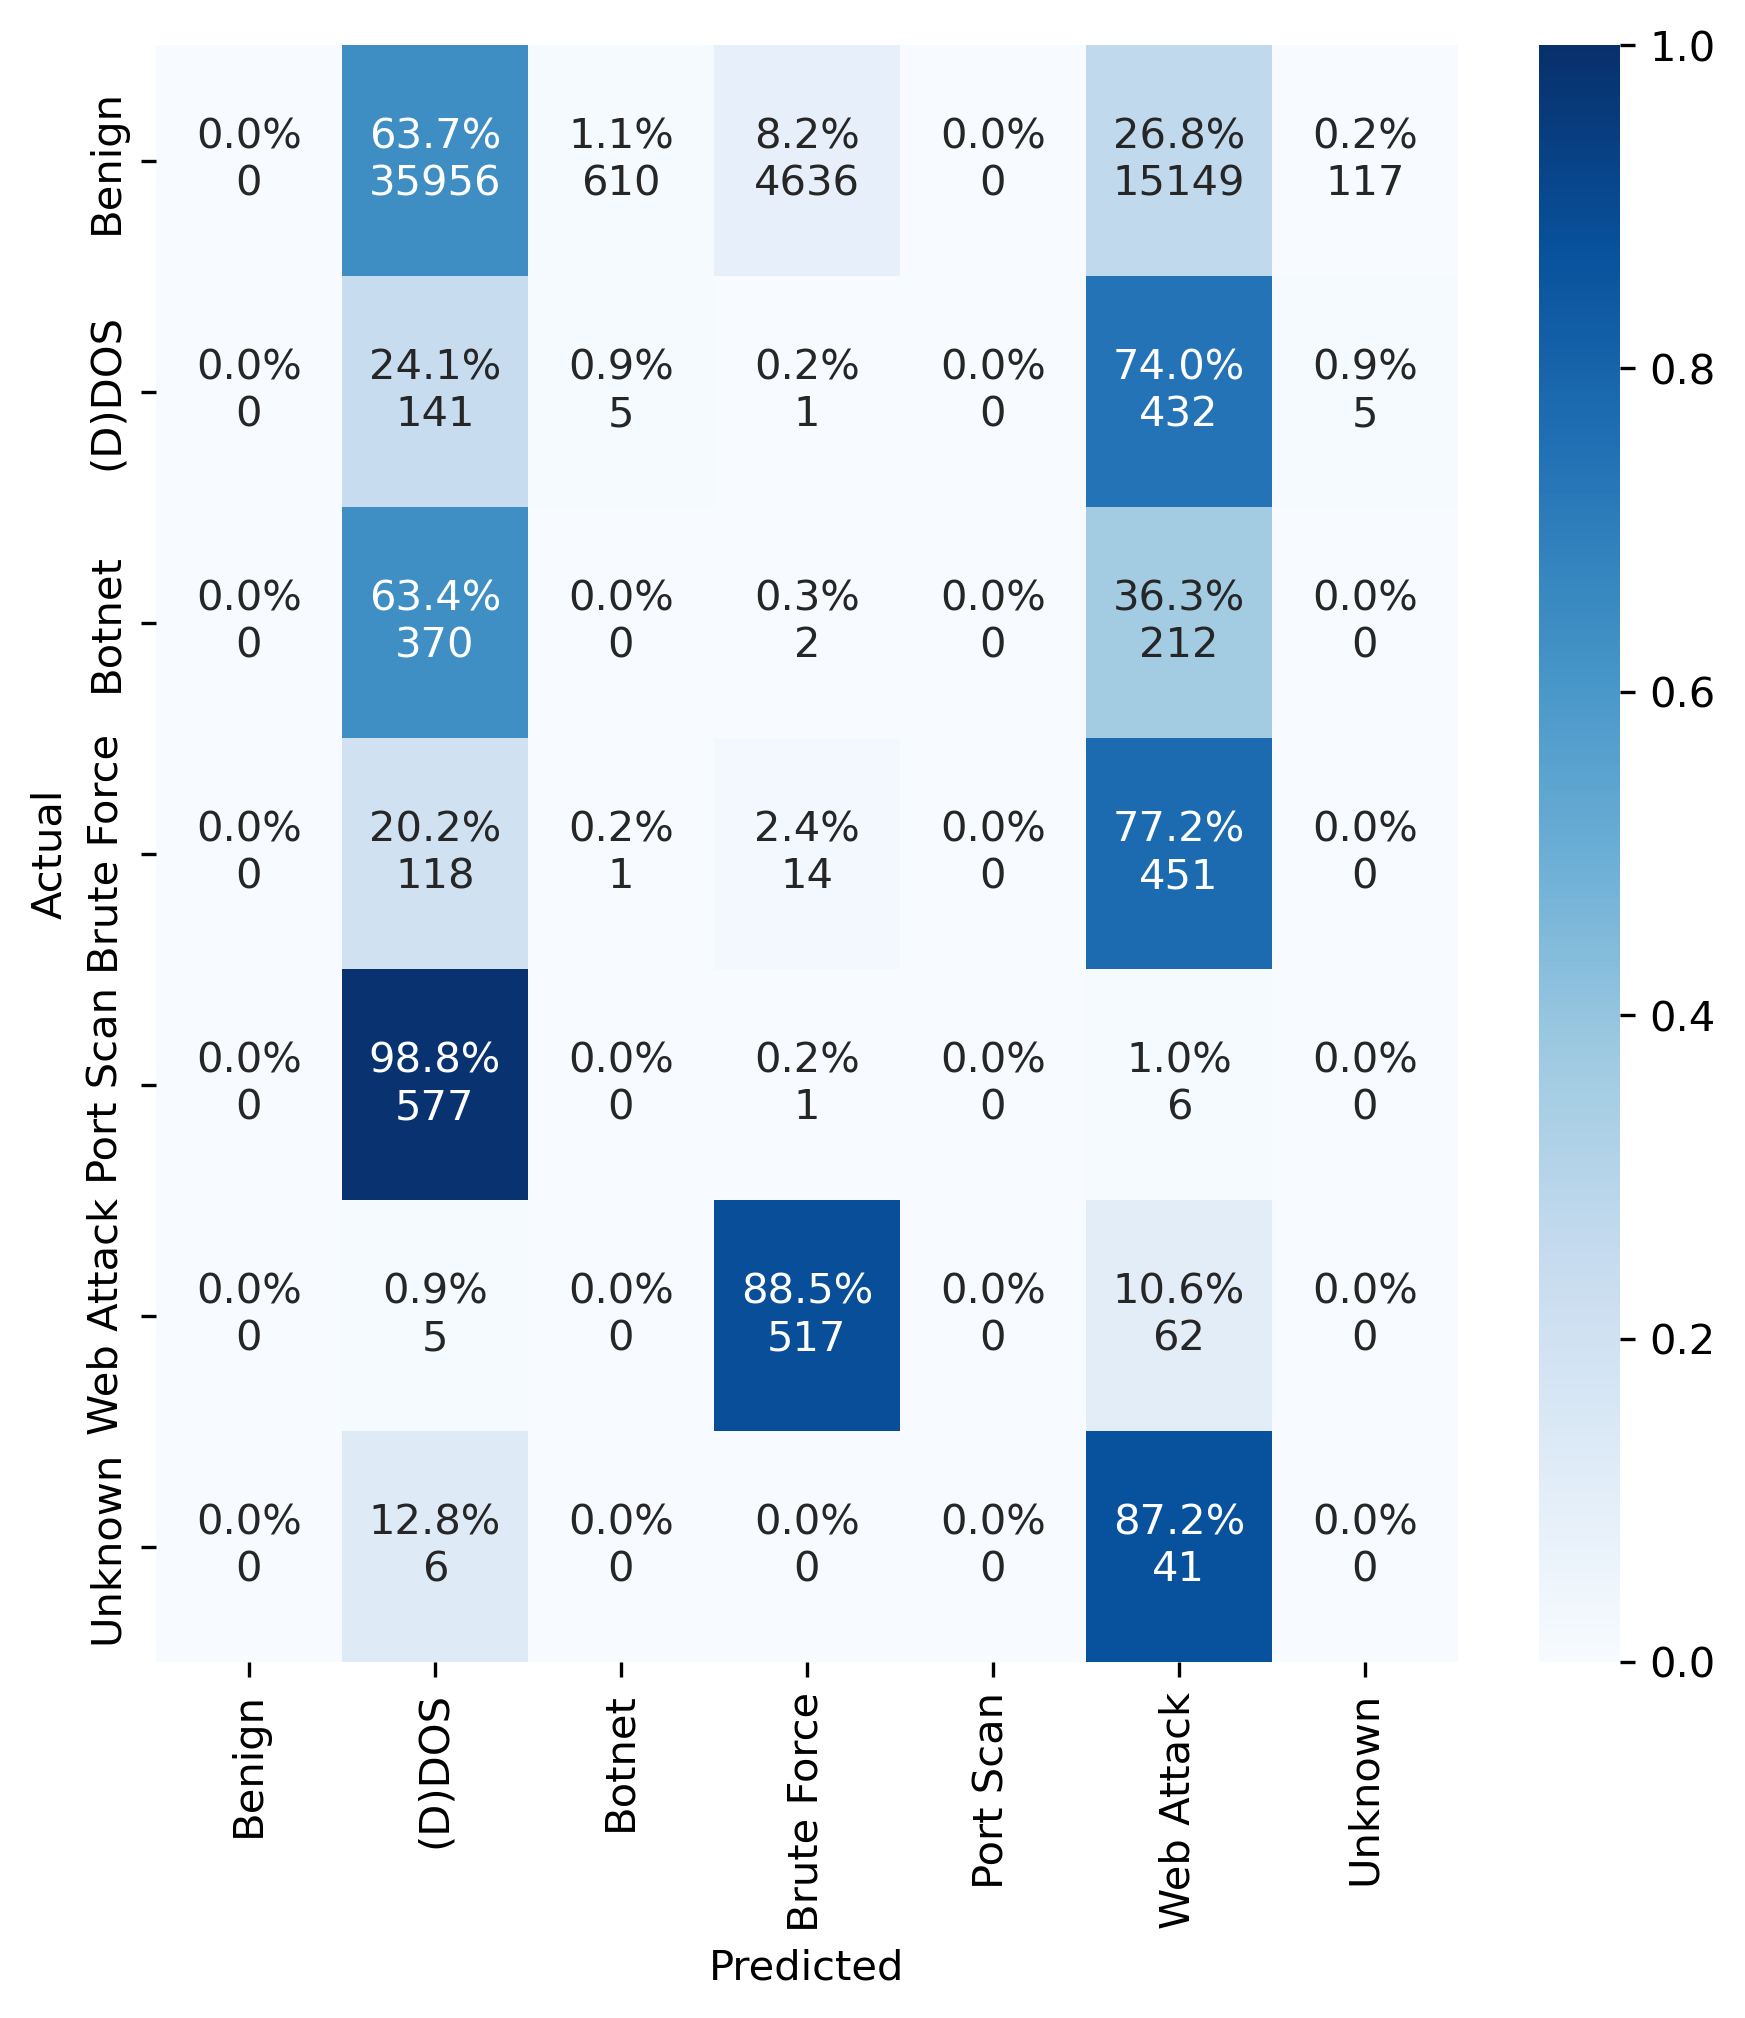 Actual
Benign
0.0% 63.7% 1.1% 8.2% 0.0% 26.8% 0.2%
0 35956 610 4636 0 15149 117
(D)DOS
0.0% 24.1% 0.9% 0.2% 0.0% 74.0% 0.9%
0 141 5 1 0 432 5
Botnet
0.0% 63.4% 0.0% 0.3% 0.0% 36.3% 0.0%
0 370 0 2 0 212 0
Brute Force
0.0% 20.2% 0.2% 2.4% 0.0% 77.2% 0.0%
0 118 1 14 0 451 0
Port Scan
0.0% 98.8% 0.0% 0.2% 0.0% 1.0% 0.0%
0 577 0 1 0 6 0
Web Attack
0.0% 0.9% 0.0% 88.5% 0.0% 10.6% 0.0%
0 5 0 517 0 62 0
Unknown
0.0% 12.8% 0.0% 0.0% 0.0% 87.2% 0.0%
0 6 0 0 0 41 0
Benign (D)DOS Botnet Brute Force Port Scan Web Attack Unknown
Predicted
1.0
0.8
0.6
0.4
0.2
0.0